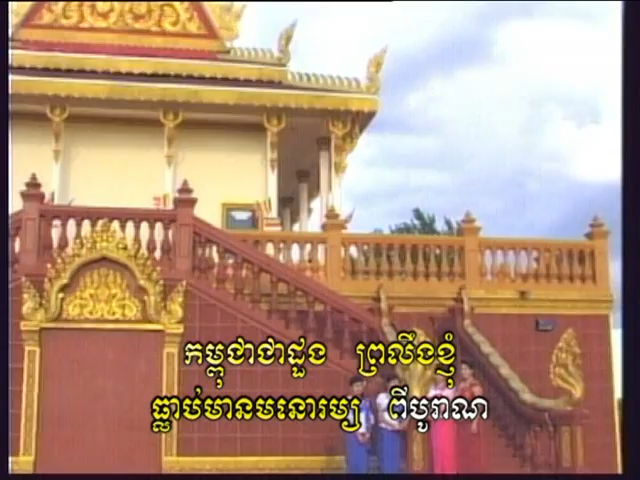 កម្ពុជាជាដួង ព្រលឹងខ្ញុំ
ធ្លាប់មានមនោរម្យ ពីបូរាណ